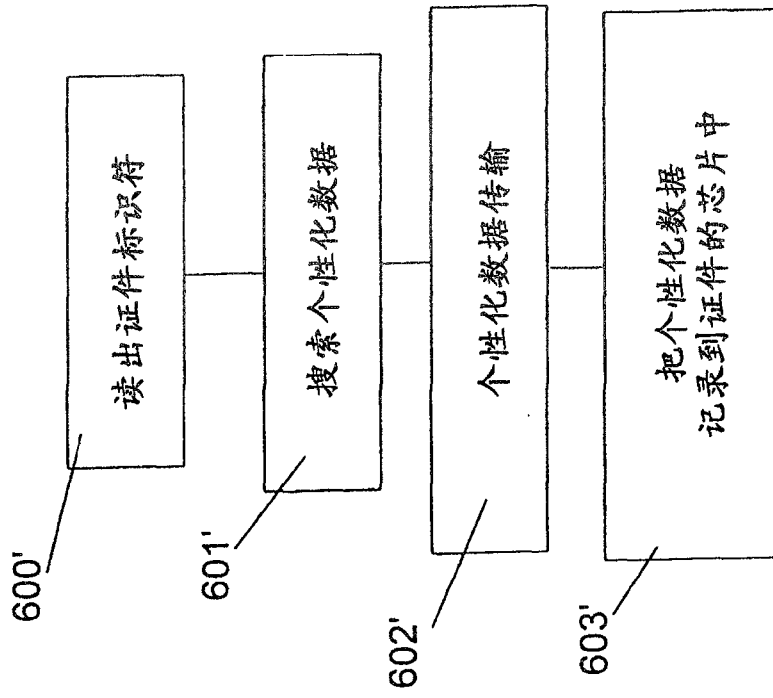 600'
读出证件标识符
601'
搜索个性化数据
602'
个性化数据传输
603'
把个性化数据
记录到证件的芯片中